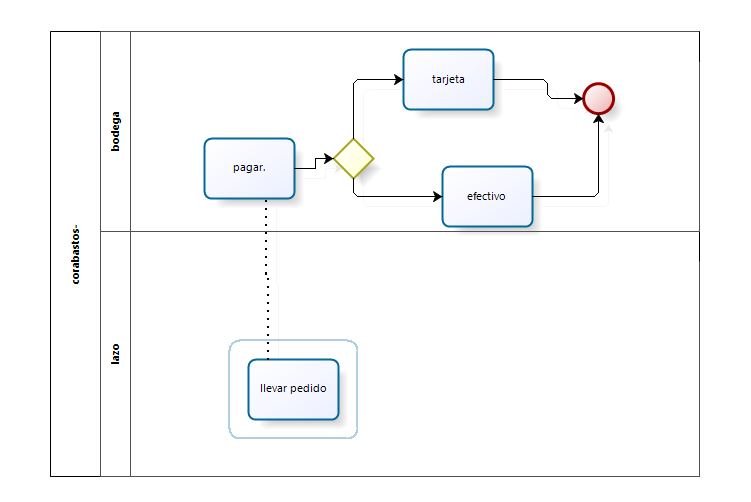 corabastos-
bodega
pagar.
tarjeta
efectivo
lazo
llevar pedido